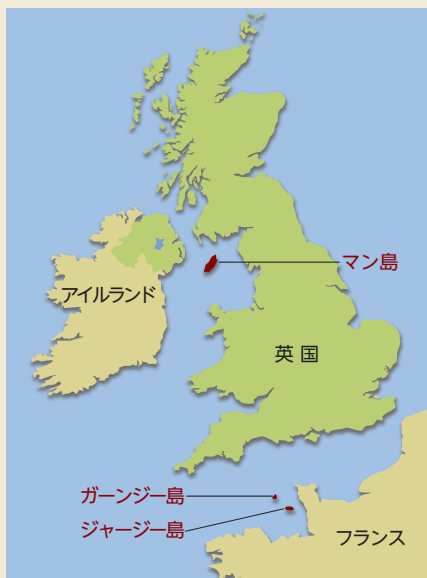 マン島
アイルランド
英国
ガーンジー島
ジャージー島
フランス